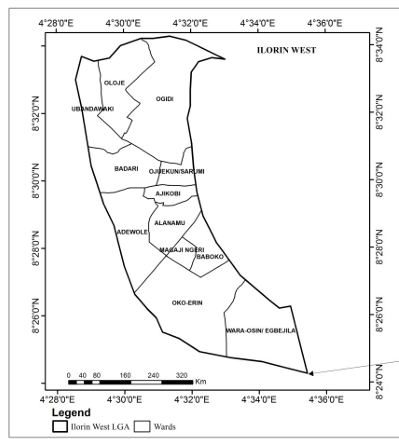 4°28'0"E 4°30'0"E 4°32'0"E 4°34'0"E 4°36'0"E
ILORIN WEST
8°34'0"N
OLOJE
OGIDI
UBANDAWAKI
8°32'0"N 8°32'0"N
BADARI
OJUEKUN/SARUMI
8°30'0"N 8°30'0"N
AJIKOBI
ALANAMU
ADEWOLE
8°28'0"N 8°28'0"N
MAGAJI NGERI
BABOKO
OKO-ERIN
8°26'0"N 8°26'0"N
WARA-OSIN/ EGBEJILA
8°24'0"N
0 40 80 160 240 320
Km
4°28'0"E 4°30'0"E 4°32'0"E 4°34'0"E 4°36'0"E
Legend
Ilorin West LGA Wards